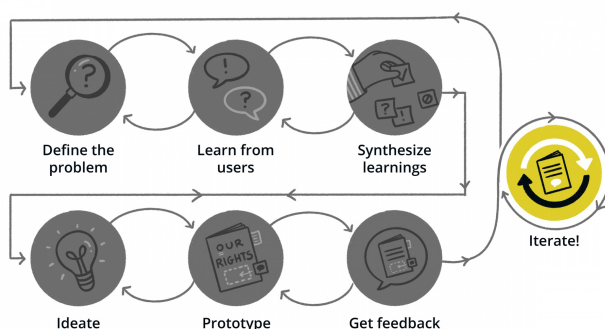 Define the
problem
Learn from
users
Synthesize
learnings
Iterate!
OUR
RIGHTS
Ideate
Prototype
Get feedback